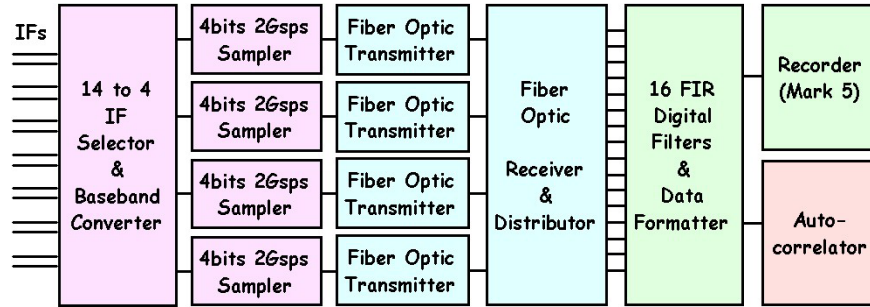 IFs
14 to 4
IF
Selector
&
Baseband
Converter
4bits 2Gsps
Sampler
4bits 2Gsps
Sampler
4bits 2Gsps
Sampler
4bits 2Gsps
Sampler
Fiber Optic
Transmitter
Fiber Optic
Transmitter
Fiber Optic
Transmitter
Fiber Optic
Transmitter
Fiber
Optic
Receiver
&
Distributor
16 FIR
Digital
Filters
& Data
Formatter
Recorder
(Mark 5)
Auto-
correlator